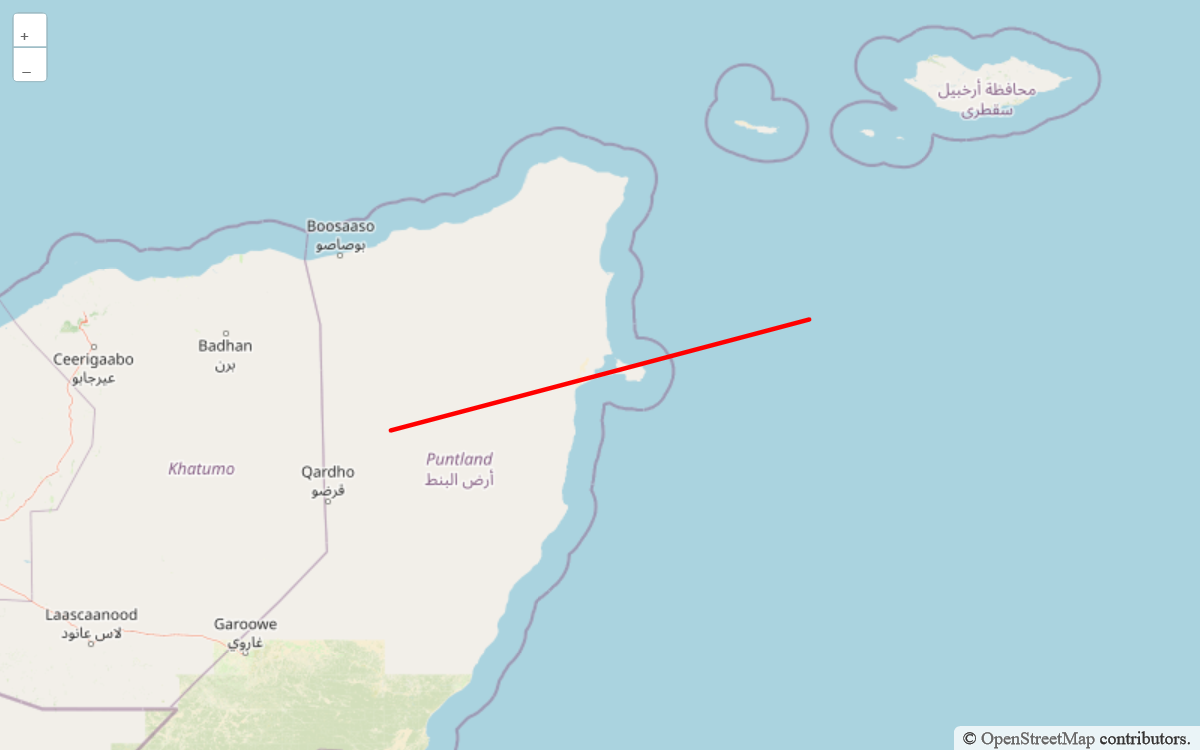 +
–
محافظة أرخبيل
سقطرى
Boosaaso
بوصاصو
Badhan
برن
Ceerigaabo
عيرجابو
Khatumo
Puntland
أرض البنط
Qardho
قرضو
Laascaanood
لاس عانود
Garoowe
غاروي
© OpenStreetMap contributors.